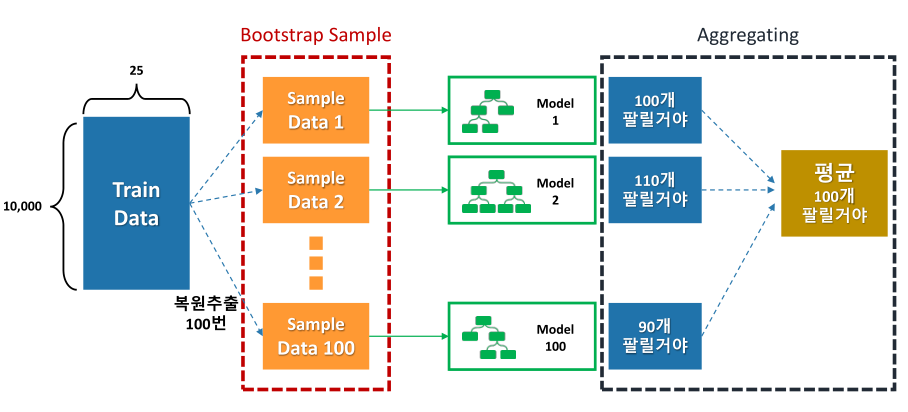 Bootstrap Sample
Aggregating
25
10,000
Train
Data
복원추출
100번
Sample
Data 1
Sample
Data 2
Sample
Data 100
Model
1
Model
2
Model
100
100개
팔릴거야
110개
팔릴거야
90개
팔릴거야
평균
100개
팔릴거야